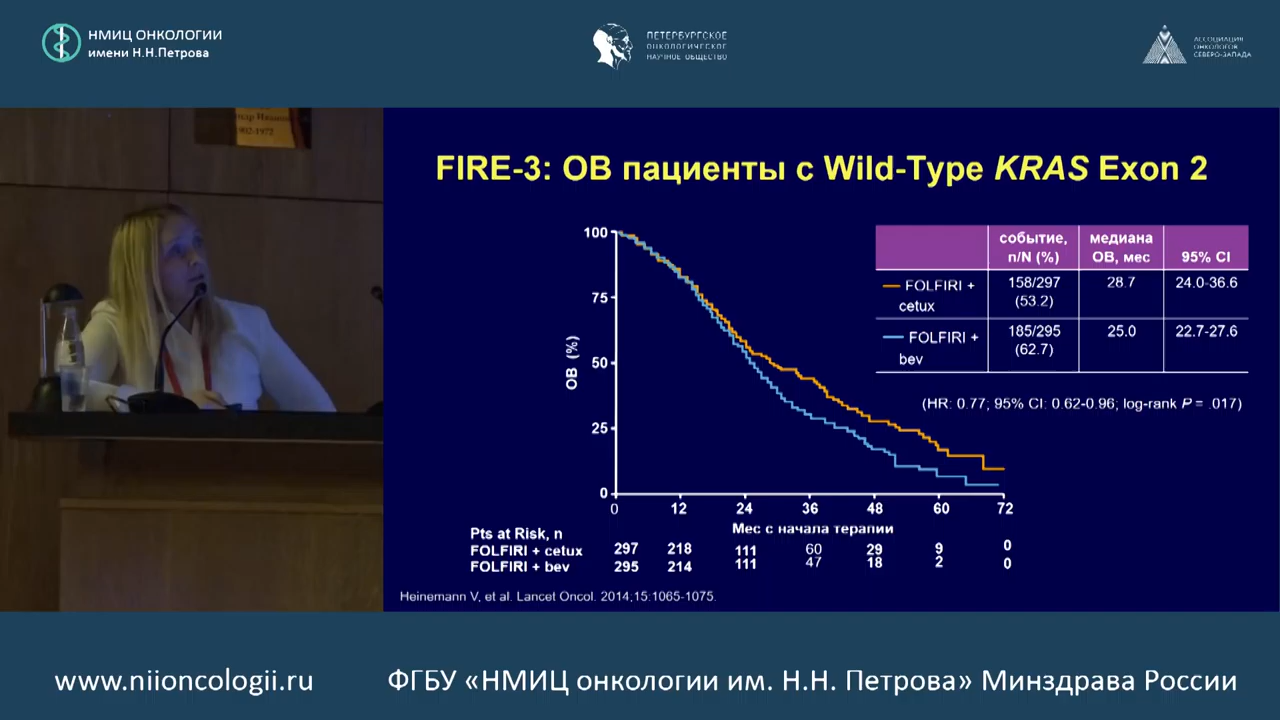 НМИЦ ОНКОЛОГИИ
имени Н.Н.Петрова
ПЕТЕРБУРГСКОЕ
ОНКОЛОГИЧЕСКОЕ
НАУЧНОЕ ОБЩЕСТВО
АССОЦИАЦИЯ
ОНКОЛОГОВ
СЕВЕРО-ЗАПАДА
1902-1972
FIRE-3: ОВ пациенты с Wild-Type KRAS Exon 2
событие, n/N (%) медиана ОВ, мес 95% CI
FOLFIRI + cetux 158/297 (53.2) 28.7 24.0-36.6
FOLFIRI + bev 185/295 (62.7) 25.0 22.7-27.6
(HR: 0.77; 95% CI: 0.62-0.96; log-rank P = .017)
ОВ (%)
100
75
50
25
0
0 12 24 36 48 60 72
Мес с начала терапии
Pts at Risk, n
FOLFIRI + cetux 297 218 111 60 29 9 0
FOLFIRI + bev 295 214 111 47 18 2 0
Heinemann V, et al. Lancet Oncol. 2014;15:1065-1075.
www.niioncologii.ru
ФГБУ «НМИЦ онкологии им. Н.Н. Петрова» Минздрава России